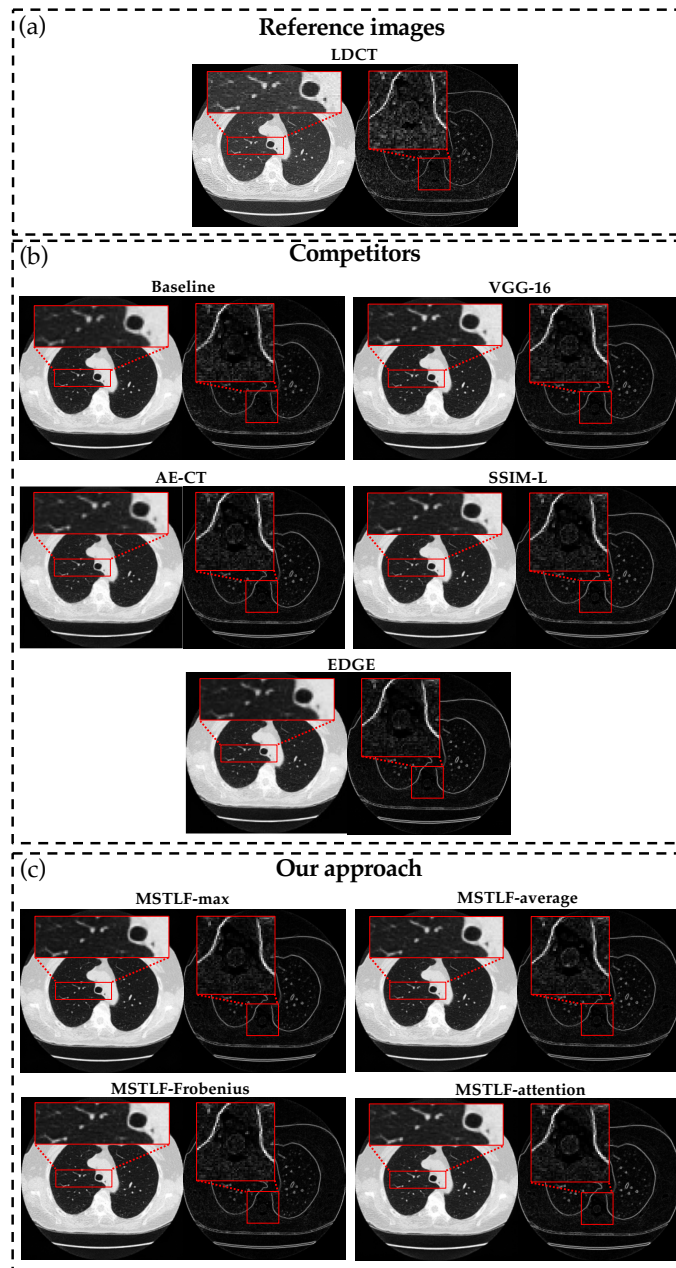 (a)
Reference images
LDCT
(b)
Competitors
Baseline
VGG-16
AE-CT
SSIM-L
EDGE
(c)
Our approach
MSTLF-max
MSTLF-average
MSTLF-Frobenius
MSTLF-attention